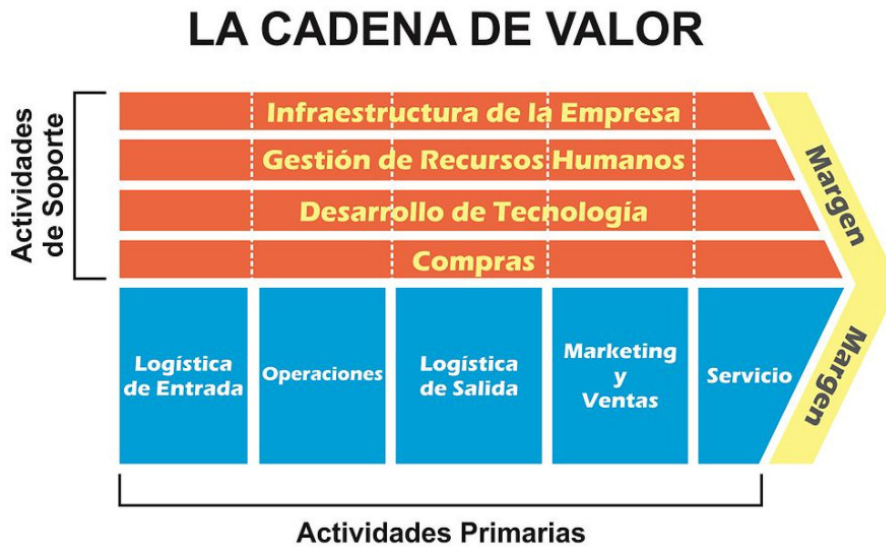 LA CADENA DE VALOR
Actividades
de Soporte
Infraestructura de la Empresa
Gestión de Recursos Humanos
Desarrollo de Tecnología
Compras
Margen
Logística
de Entrada
Operaciones
Logística
de Salida
Marketing
y
Ventas
Servicio
Margen
Actividades Primarias